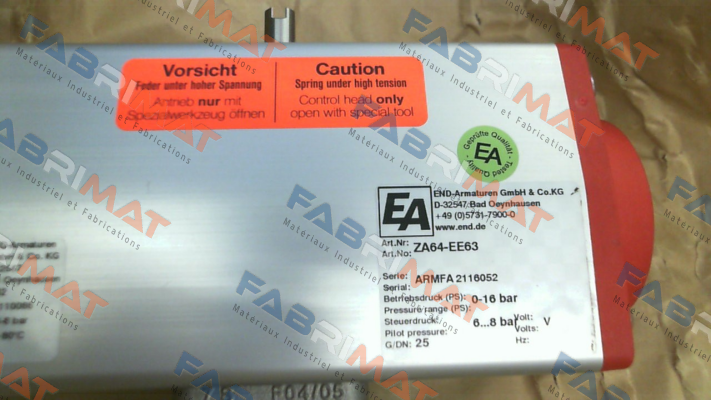 Vorsicht
Feder unter hoher Spannung
Antrieb nur mit
Spezialwerkzeug öffnen
Caution
Spring under high tension
Control head only
open with special tool
Geprüfte Qualität
EA
Tested Quality
EA
END-Armaturen GmbH & Co.KG
D-32547 Bad Oeynhausen
+49 (0)5731-7900-0
www.end.de
Art.Nr:
Art.No: ZA64-EE63
Serie:
Serial: ARMFA 2116052
Betriebsdruck (PS): 0-16 bar
Pressure range (PS):
Steuerdruck: 6...8 bar Volt: V
Pilot pressure: Volts:
G/DN: 25 Hz:
F04/05
FABRIMAT
Matériaux Industriel et Fabrications